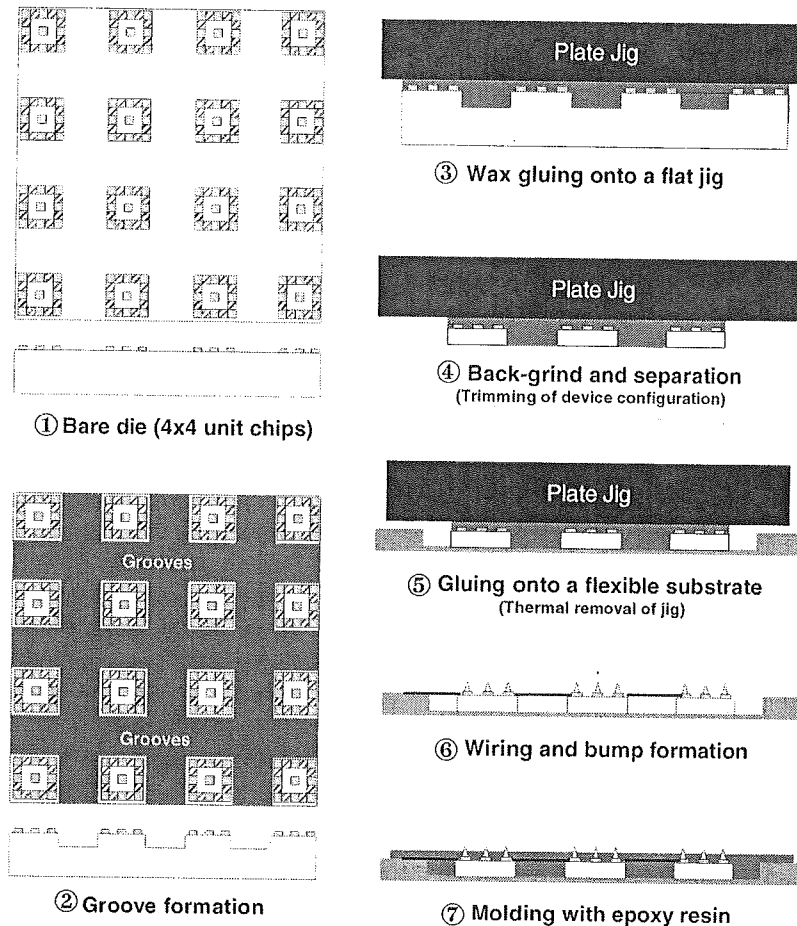 ① Bare die (4x4 unit chips)
Grooves
Grooves
② Groove formation
Plate Jig
③ Wax gluing onto a flat jig
Plate Jig
④ Back-grind and separation
(Trimming of device configuration)
Plate Jig
⑤ Gluing onto a flexible substrate
(Thermal removal of jig)
⑥ Wiring and bump formation
⑦ Molding with epoxy resin